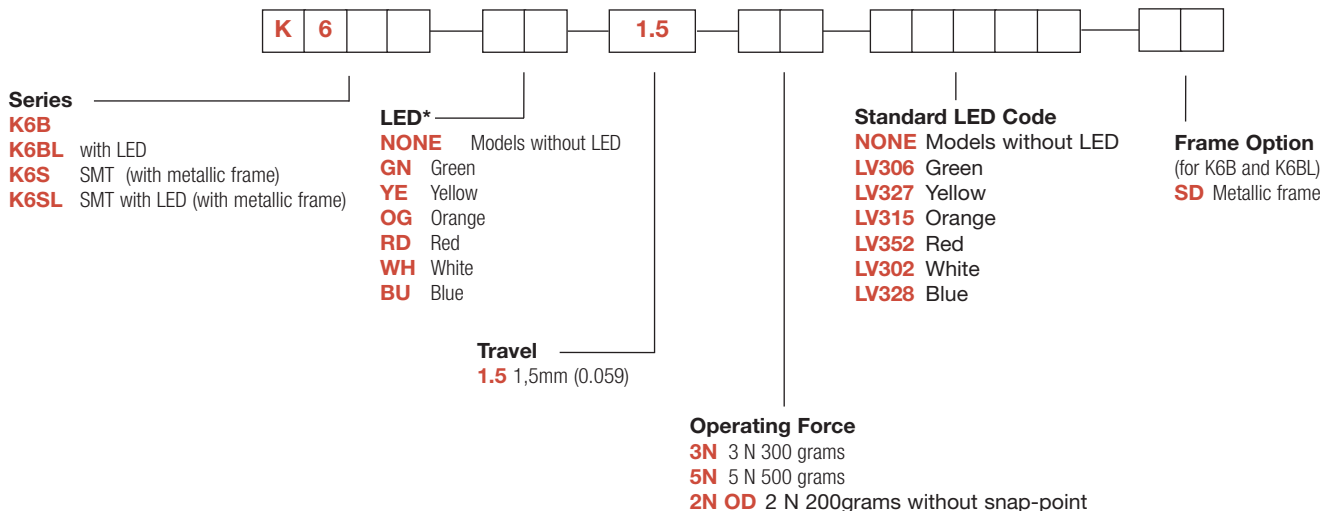 K 6 1.5
Series
K6B
K6BL with LED
K6S SMT (with metallic frame)
K6SL SMT with LED (with metallic frame)
LED*
NONE Models without LED
GN Green
YE Yellow
OG Orange
RD Red
WH White
BU Blue
Travel
1.5 1,5mm (0.059)
Operating Force
3N 3 N 300 grams
5N 5 N 500 grams
2N OD 2 N 200grams without snap-point
Standard LED Code
NONE Models without LED
LV306 Green
LV327 Yellow
LV315 Orange
LV352 Red
LV302 White
LV328 Blue
Frame Option
(for K6B and K6BL)
SD Metallic frame